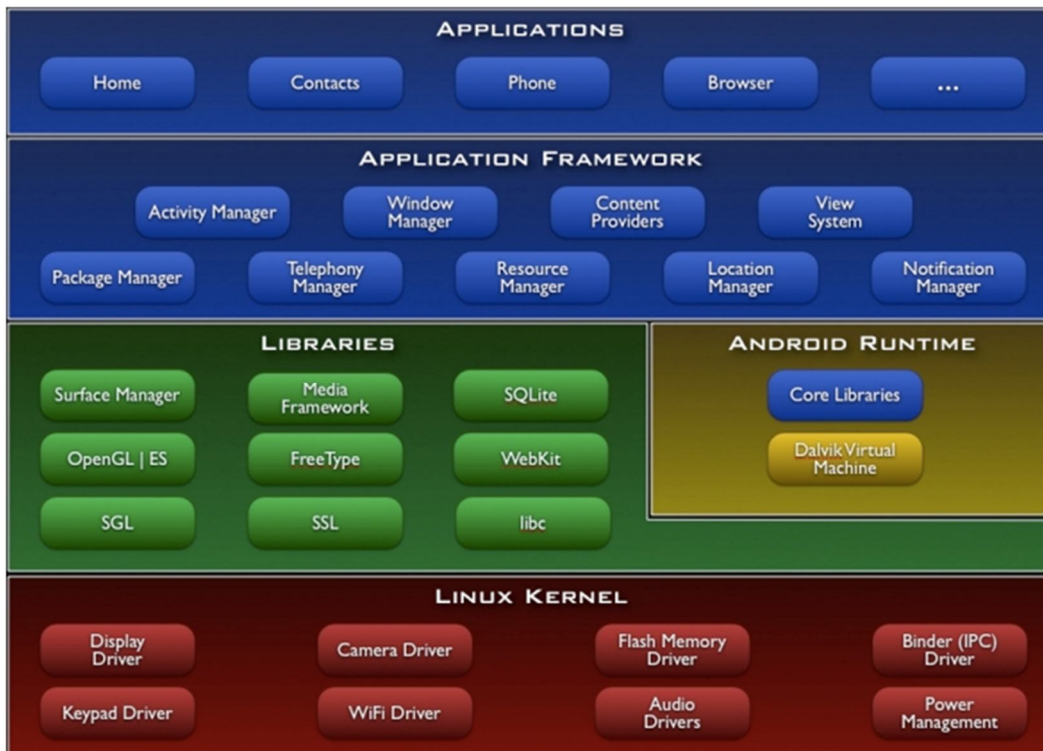 APPLICATIONS
Home
Contacts
Phone
Browser
...
APPLICATION FRAMEWORK
Activity Manager
Window
Manager
Content
Providers
View
System
Package Manager
Telephony
Manager
Resource
Manager
Location
Manager
Notification
Manager
LIBRARIES
Surface Manager
Media
Framework
SQLite
OpenGL | ES
FreeType
WebKit
SGL
SSL
libc
ANDROID RUNTIME
Core Libraries
Dalvik Virtual
Machine
LINUX KERNEL
Display
Driver
Camera Driver
Flash Memory
Driver
Binder (IPC)
Driver
Keypad Driver
WiFi Driver
Audio
Drivers
Power
Management